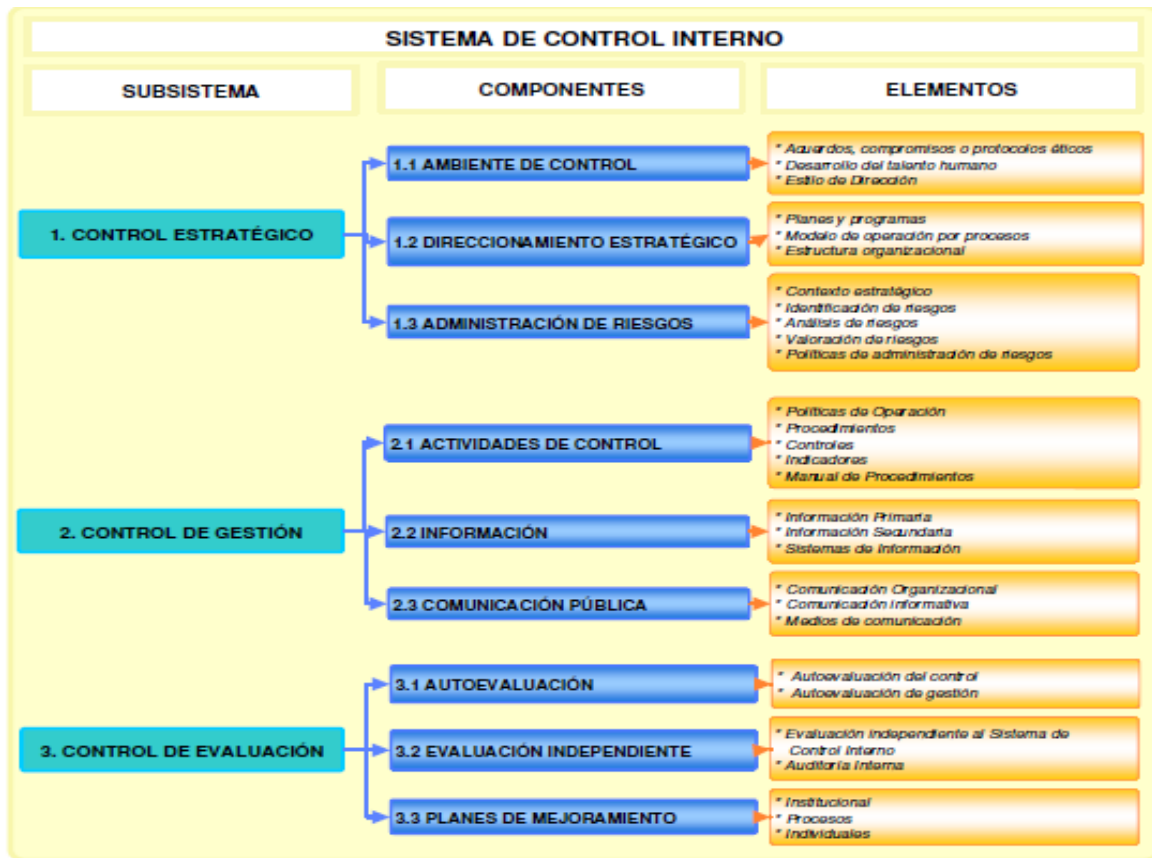 SISTEMA DE CONTROL INTERNO
SUBSISTEMA
COMPONENTES
ELEMENTOS
1. CONTROL ESTRATÉGICO
1.1 AMBIENTE DE CONTROL
* Acuerdos, compromisos o protocolos éticos
* Desarrollo del talento humano
* Estilo de Dirección
1.2 DIRECCIONAMIENTO ESTRATÉGICO
* Planes y programas
* Modelo de operación por procesos
* Estructura organizacional
1.3 ADMINISTRACIÓN DE RIESGOS
* Contexto estratégico
* Identificación de riesgos
* Análisis de riesgos
* Valoración de riesgos
* Políticas de administración de riesgos
2. CONTROL DE GESTIÓN
2.1 ACTIVIDADES DE CONTROL
* Políticas de Operación
* Procedimientos
* Controles
* Indicadores
* Manual de Procedimientos
2.2 INFORMACIÓN
* Información Primaria
* Información Secundaria
* Sistemas de Información
2.3 COMUNICACIÓN PÚBLICA
* Comunicación Organizacional
* Comunicación informativa
* Medios de comunicación
3. CONTROL DE EVALUACIÓN
3.1 AUTOEVALUACIÓN
* Autoevaluación del control
* Autoevaluación de gestión
3.2 EVALUACIÓN INDEPENDIENTE
* Evaluación independiente al Sistema de
Control Interno
* Auditoría Interna
3.3 PLANES DE MEJORAMIENTO
* Institucional
* Procesos
* Individuales